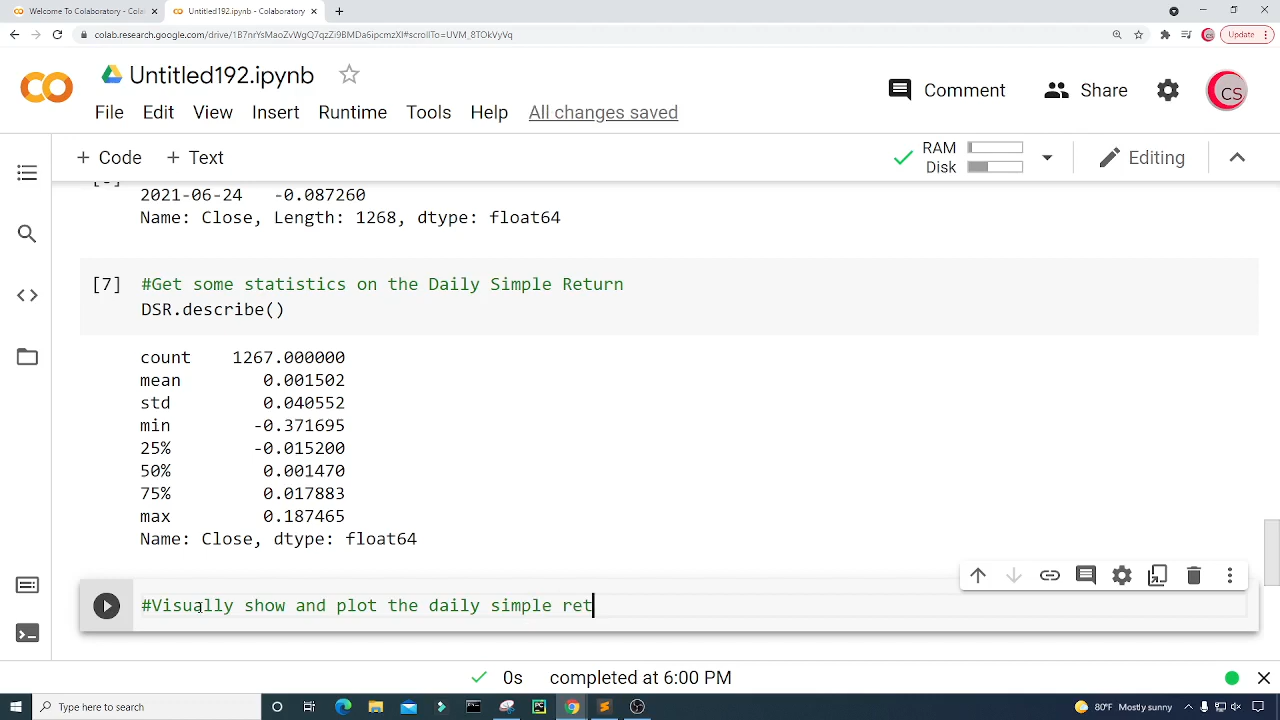 Welcome To Colaboratory - Colab
Untitled192.ipynb - Colaboratory
colab.research.google.com/drive/1B7nrYsMaoZvWgQ7qzZi9BMDa6ipcmzXl#scrollTo=UVM_8TOkVyVq
Update
Untitled192.ipynb
Comment
Share
CS
File Edit View Insert Runtime Tools Help All changes saved
+ Code + Text
RAM
Disk
Editing
2021-06-24 -0.087260
Name: Close, Length: 1268, dtype: float64
[7] #Get some statistics on the Daily Simple Return
DSR.describe()
count 1267.000000
mean 0.001502
std 0.040552
min -0.371695
25% -0.015200
50% 0.001470
75% 0.017883
max 0.187465
Name: Close, dtype: float64
#Visually show and plot the daily simple ret
0s completed at 6:00 PM
Type here to search
80°F Mostly sunny